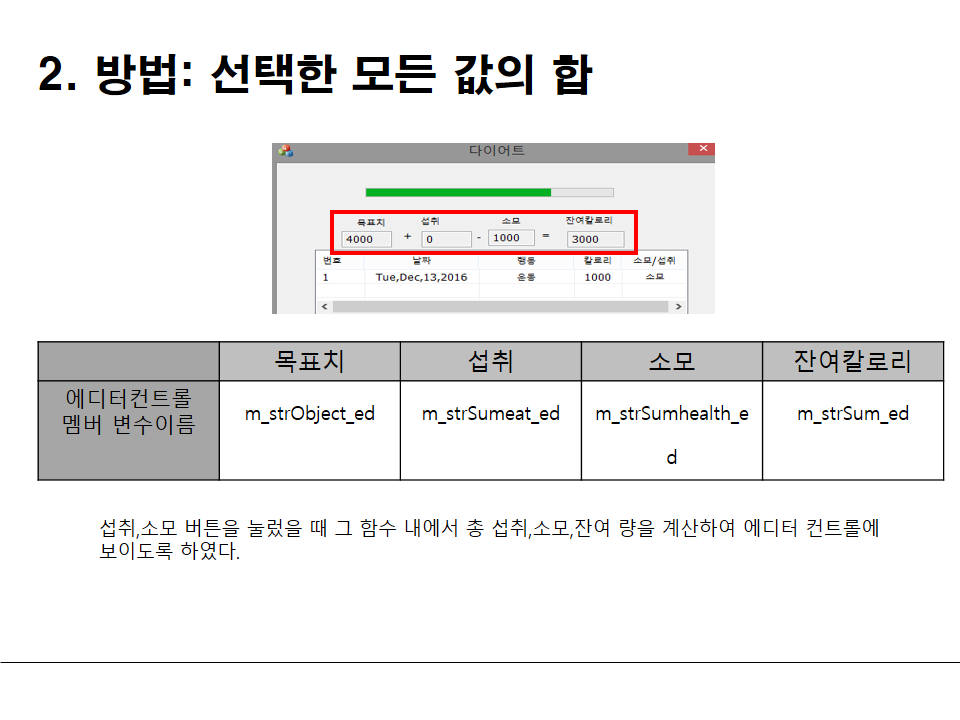 2. 방법: 선택한 모든 값의 합
다이어트
목표치 섭취 소모 잔여칼로리
4000 + 0 - 1000 = 3000
번호 날짜 행동 칼로리 소모/섭취
1 Tue,Dec,13,2016 운동 1000 소모
목표치 섭취 소모 잔여칼로리
에디터컨트롤
멤버 변수이름
m_strObject_ed m_strSumeat_ed m_strSumhealth_e m_strSum_ed
d
섭취,소모 버튼을 눌렀을 때 그 함수 내에서 총 섭취,소모,잔여 량을 계산하여 에디터 컨트롤에
보이도록 하였다.